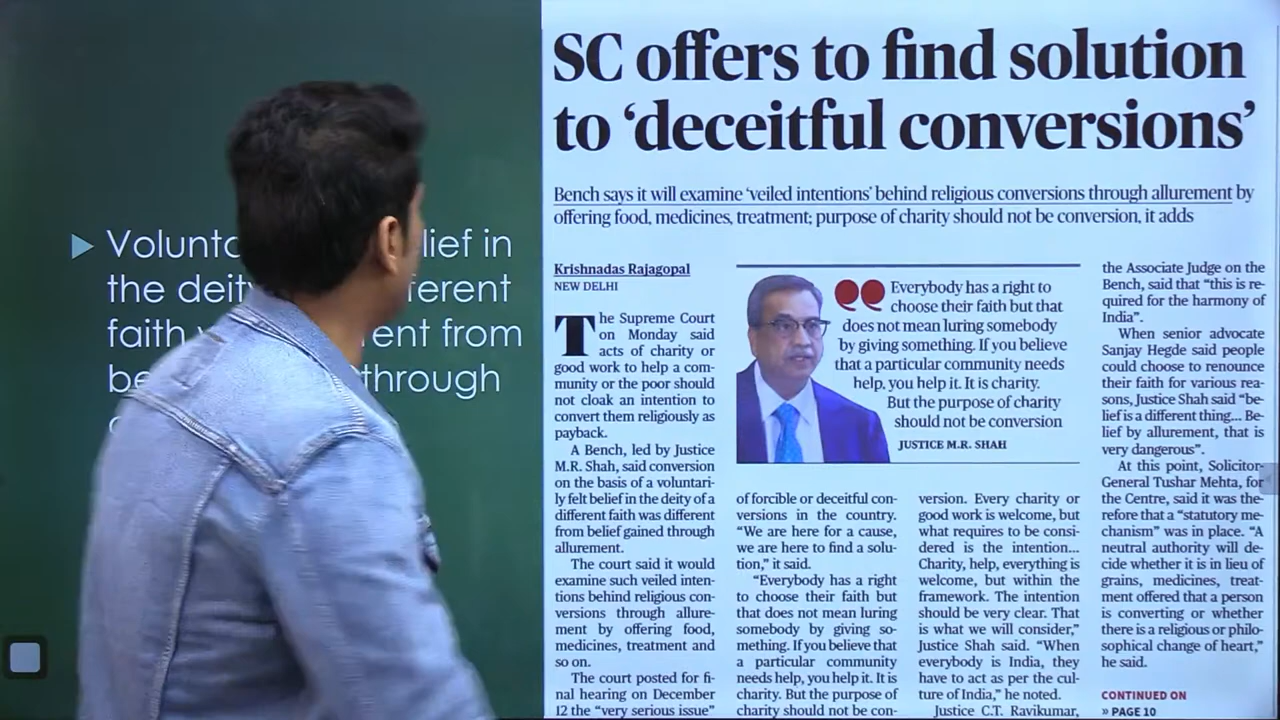 lief in
the ferent
faith ent from
through
SC offers to find solution
to ‘deceitful conversions’
Bench says it will examine ‘veiled intentions’ behind religious conversions through allurement by
offering food, medicines, treatment; purpose of charity should not be conversion, it adds
Krishnadas Rajagopal
NEW DELHI
The Supreme Court
on Monday said
acts of charity or
good work to help a com-
munity or the poor should
not cloak an intention to
convert them religiously as
payback.
A Bench, led by Justice
M.R. Shah, said conversion
on the basis of a voluntari-
ly felt belief in the deity of a
different faith was different
from belief gained through
allurement.
The court said it would
examine such veiled inten-
tions behind religious con-
versions through allure-
ment by offering food,
medicines, treatment and
so on.
The court posted for fi-
nal hearing on December
12 the “very serious issue”
Everybody has a right to
choose their faith but that
does not mean luring somebody
by giving something. If you believe
that a particular community needs
help, you help it. It is charity.
But the purpose of charity
should not be conversion
JUSTICE M.R. SHAH
of forcible or deceitful con-
versions in the country.
“We are here for a cause,
we are here to find a solu-
tion,” it said.
“Everybody has a right
to choose their faith but
that does not mean luring
somebody by giving so-
mething. If you believe that
a particular community
needs help, you help it. It is
charity. But the purpose of
charity should not be con-
version. Every charity or
good work is welcome, but
what requires to be consi-
dered is the intention...
Charity, help, everything is
welcome, but within the
framework. The intention
should be very clear. That
is what we will consider,”
Justice Shah said. “When
everybody is India, they
have to act as per the cul-
ture of India,” he noted.
Justice C.T. Ravikumar,
the Associate Judge on the
Bench, said that “this is re-
quired for the harmony of
India”.
When senior advocate
Sanjay Hegde said people
could choose to renounce
their faith for various rea-
sons, Justice Shah said “be-
lief is a different thing... Be-
lief by allurement, that is
very dangerous”.
At this point, Solicitor-
General Tushar Mehta, for
the Centre, said it was the-
refore that a “statutory me-
chanism” was in place. “A
neutral authority will de-
cide whether it is in lieu of
grains, medicines, treat-
ment offered that a person
is converting or whether
there is a religious or philo-
sophical change of heart,”
he said.
CONTINUED ON
» PAGE 10